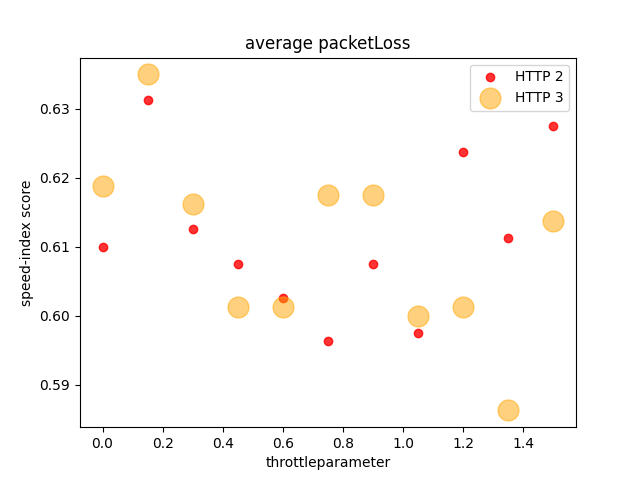 average packetLoss
HTTP 2
HTTP 3
speed-index score
0.63
0.62
0.61
0.60
0.59
0.0 0.2 0.4 0.6 0.8 1.0 1.2 1.4
throttleparameter